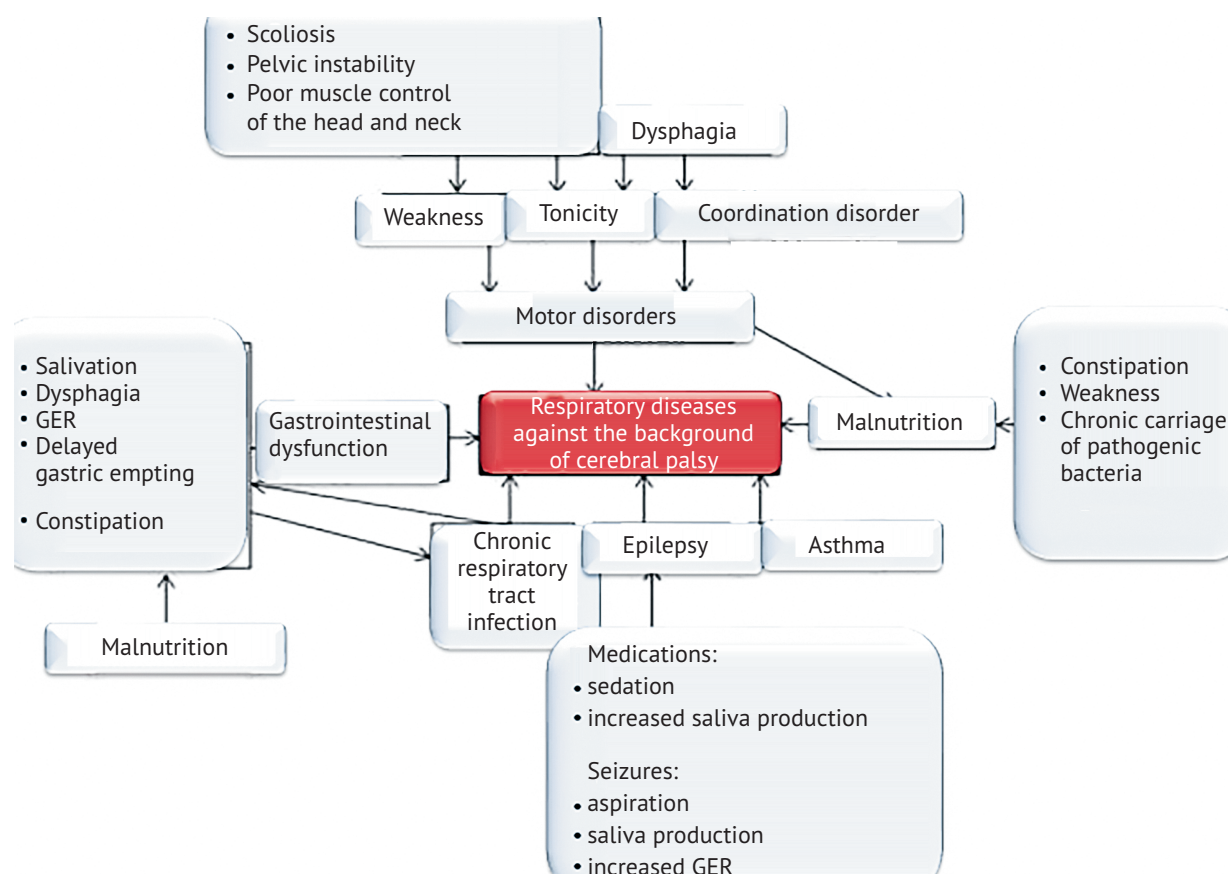 • Scoliosis
• Pelvic instability
• Poor muscle control
of the head and neck
Dysphagia
Weakness
Tonicity
Coordination disorder
Motor disorders
• Salivation
• Dysphagia
• GER
• Delayed
gastric empting
• Constipation
Gastrointestinal
dysfunction
Respiratory diseases
against the background
of cerebral palsy
Malnutrition
• Constipation
• Weakness
• Chronic carriage
of pathogenic
bacteria
Chronic
respiratory
tract
infection
Epilepsy
Asthma
Malnutrition
Medications:
• sedation
• increased saliva production
Seizures:
• aspiration
• saliva production
• increased GER